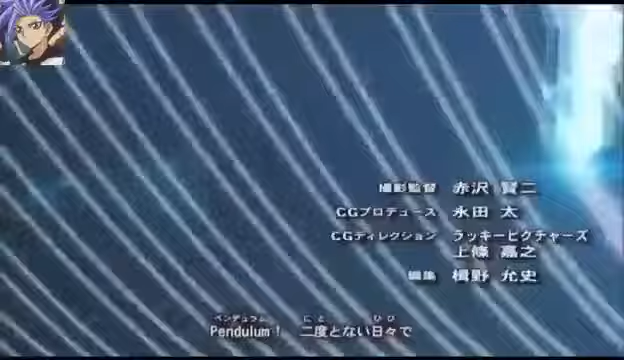 撮影監督 赤沢 賢二
CGプロデュース 永田 太
CGディレクション ラッキーピクチャーズ
上條 嘉之
編集 楫野 允史
ペンデュラム にど ひび
Pendulum! 二度とない日々で